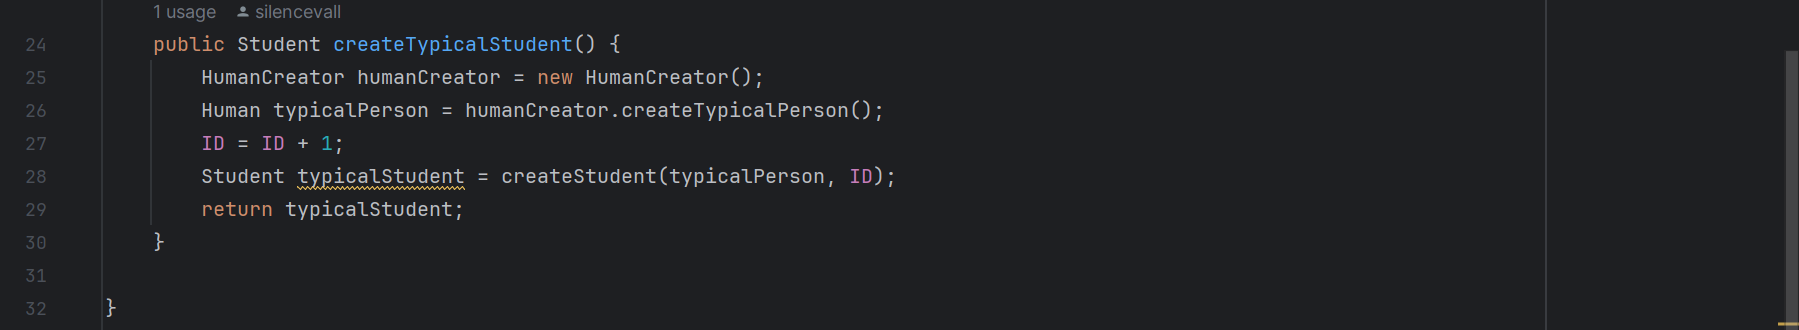 1 usage silencevall
24 public Student createTypicalStudent() {
25 HumanCreator humanCreator = new HumanCreator();
26 Human typicalPerson = humanCreator.createTypicalPerson();
27 ID = ID + 1;
28 Student typicalStudent = createStudent(typicalPerson, ID);
29 return typicalStudent;
30 }
31
32 }